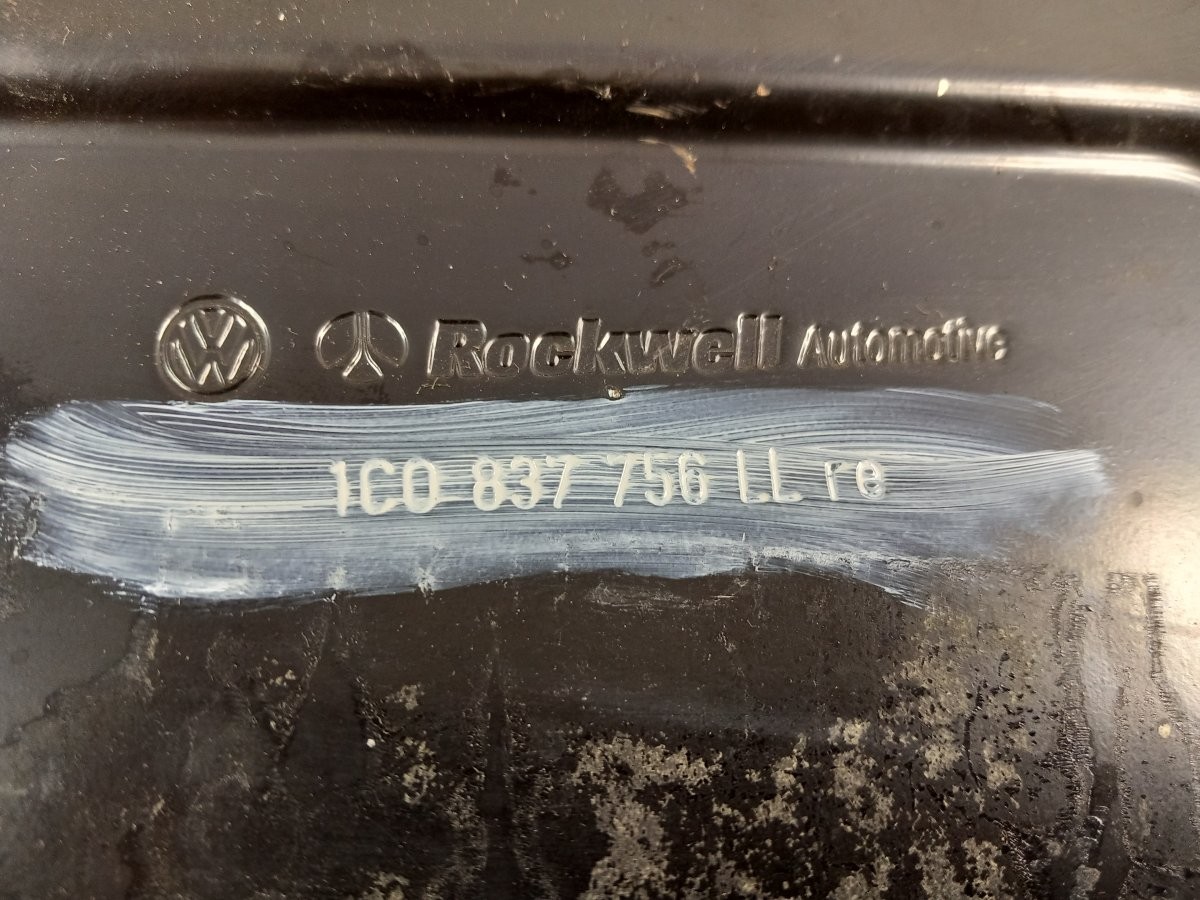 Rockwell Automotive
1C0 837 756 LL re